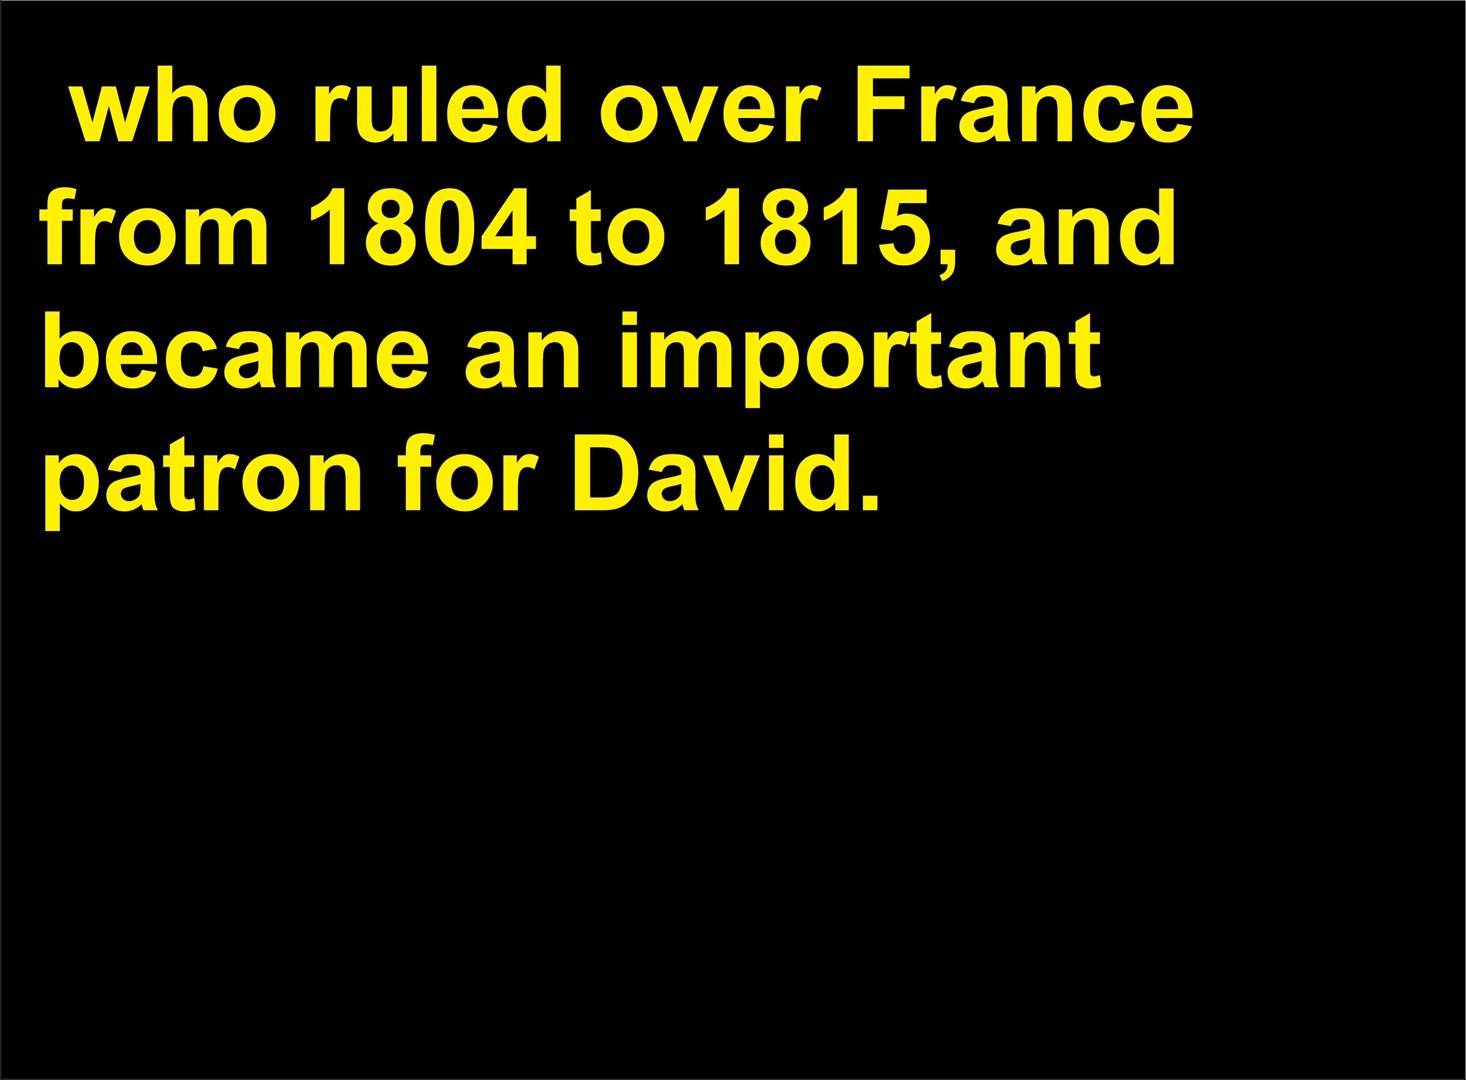 who ruled over France
from 1804 to 1815, and
became an important
patron for David.